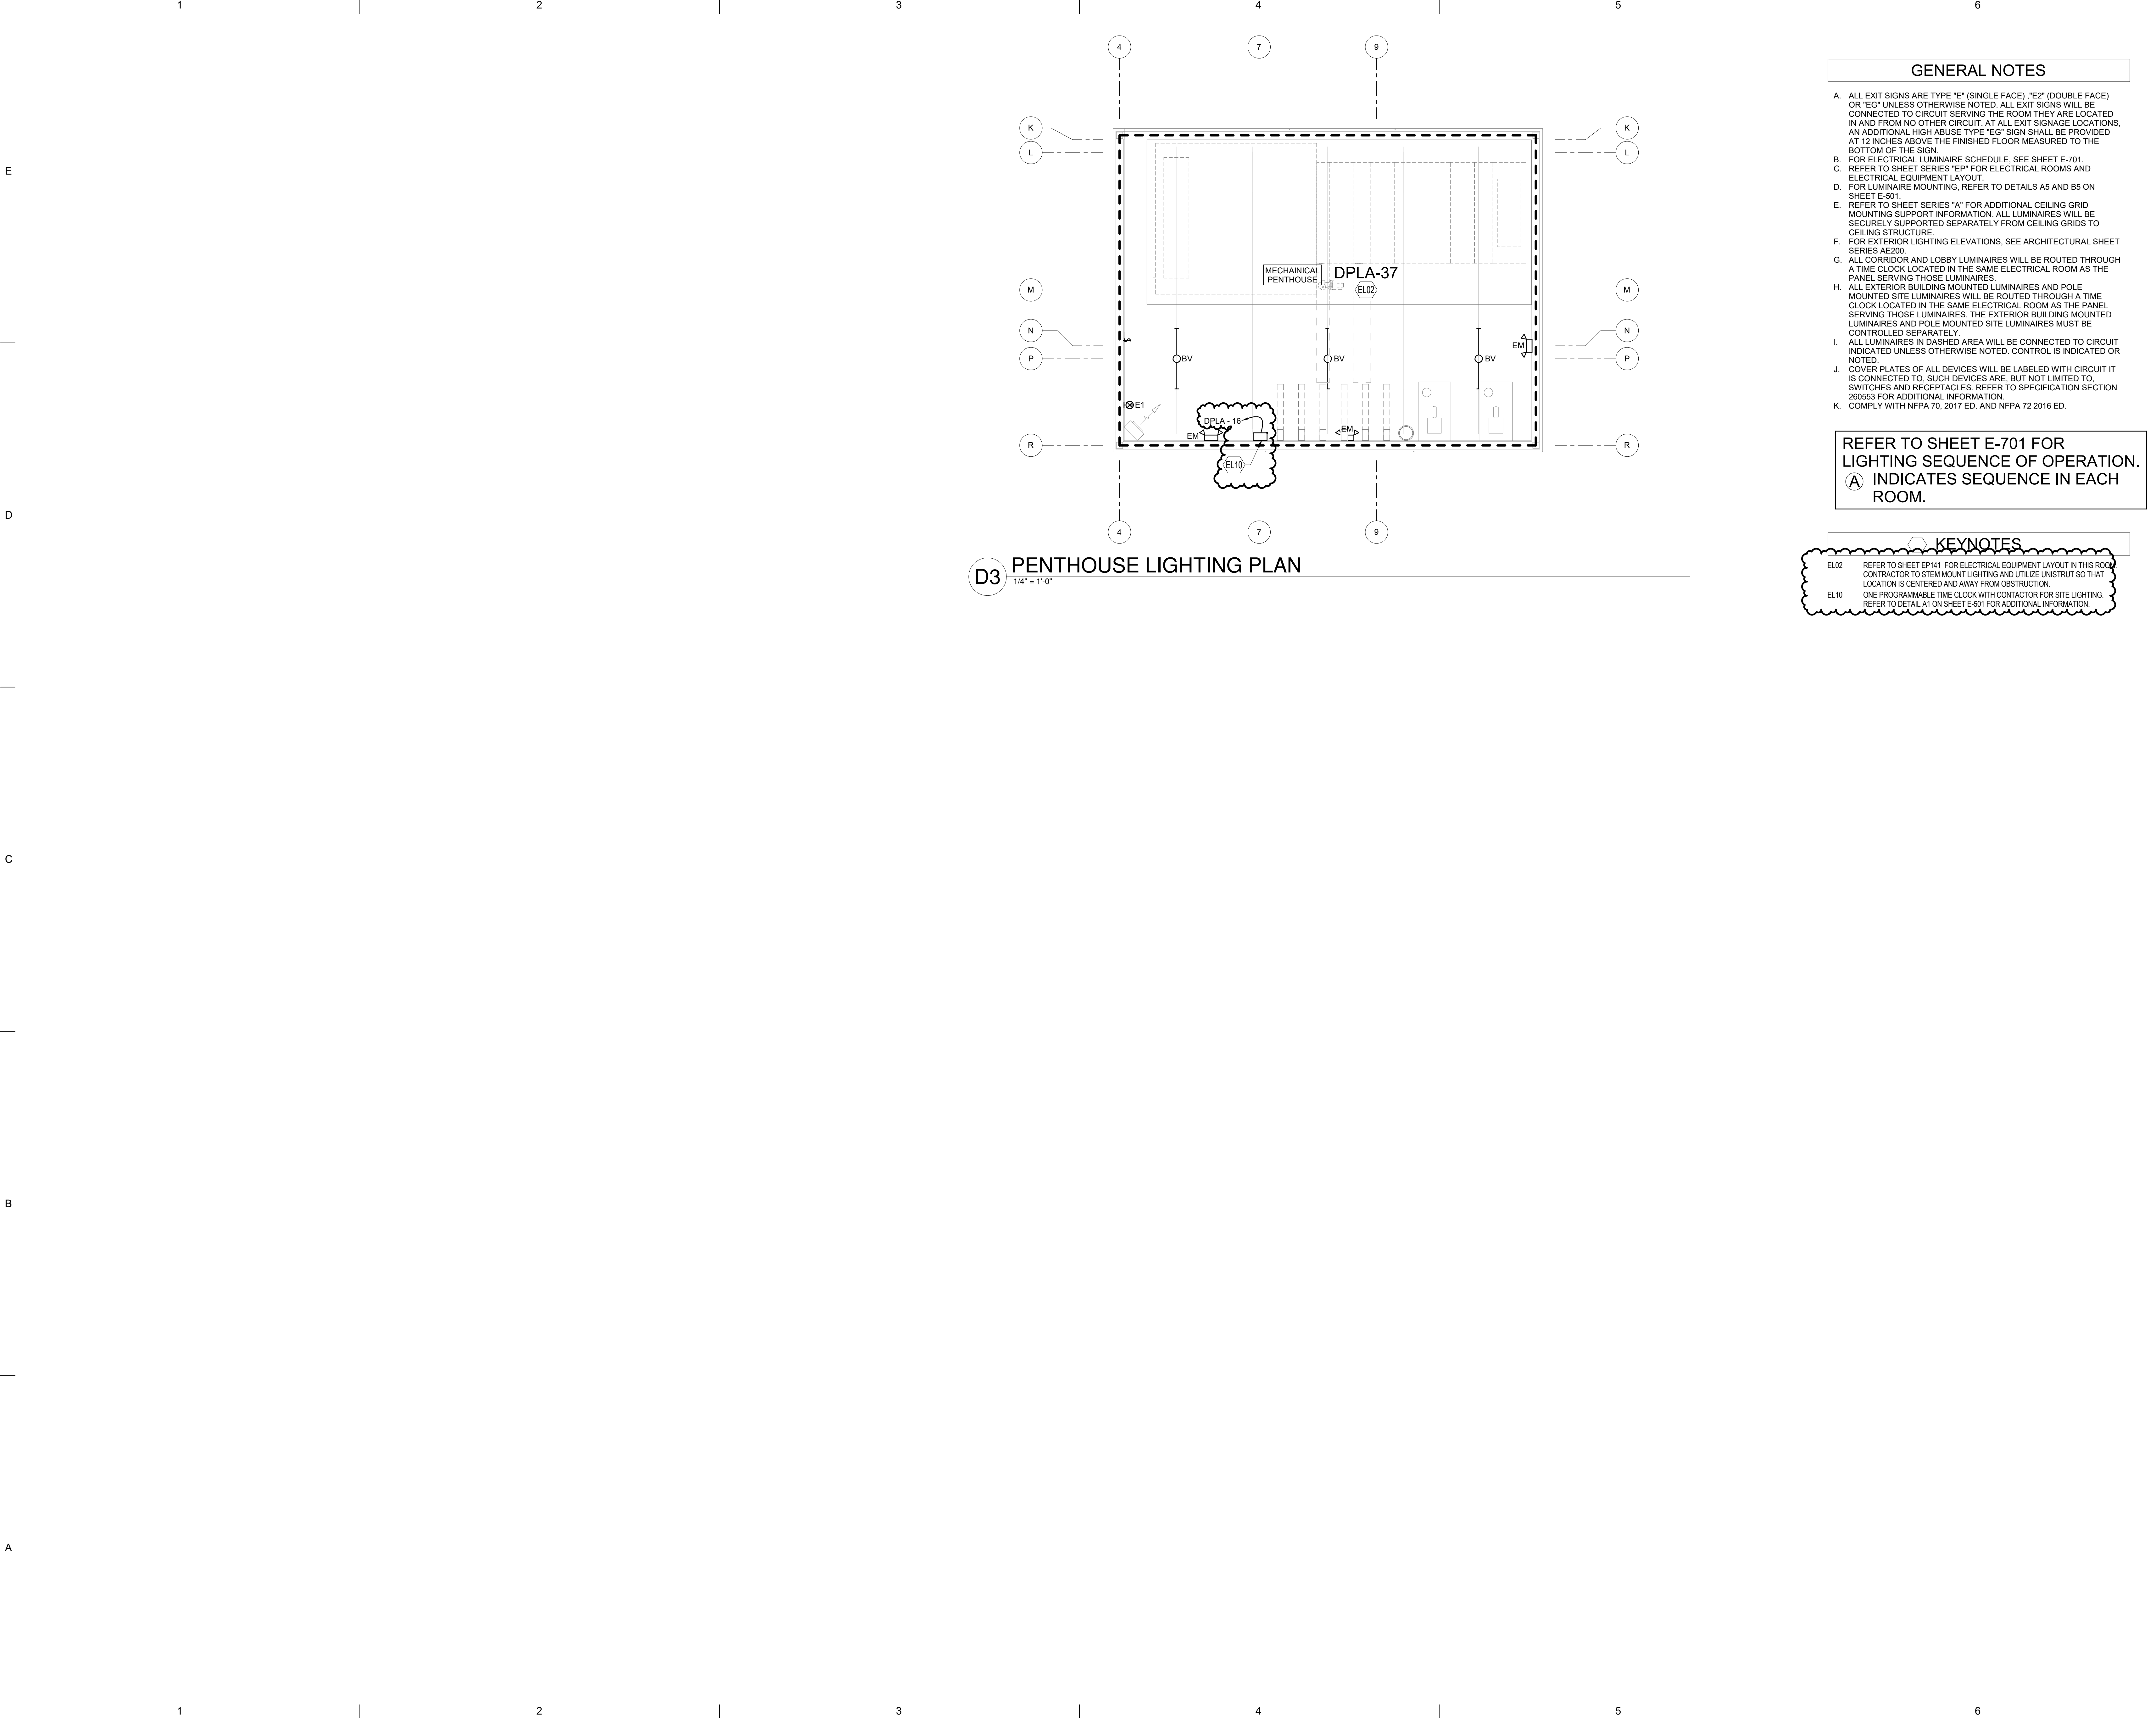 1 2 3 4 5 6
4 7 9
K K
L L
M M
N N
P P
R R
4 7 9
E
D
C
B
A
MECHAINICAL
PENTHOUSE
DPLA-37
EL02
BV
BV
BV
EM
E1
DPLA - 16
EM
EM
EL10
D3
PENTHOUSE LIGHTING PLAN
1/4" = 1'-0"
GENERAL NOTES
A. ALL EXIT SIGNS ARE TYPE "E" (SINGLE FACE) ,"E2" (DOUBLE FACE)
OR "EG" UNLESS OTHERWISE NOTED. ALL EXIT SIGNS WILL BE
CONNECTED TO CIRCUIT SERVING THE ROOM THEY ARE LOCATED
IN AND FROM NO OTHER CIRCUIT. AT ALL EXIT SIGNAGE LOCATIONS,
AN ADDITIONAL HIGH ABUSE TYPE "EG" SIGN SHALL BE PROVIDED
AT 12 INCHES ABOVE THE FINISHED FLOOR MEASURED TO THE
BOTTOM OF THE SIGN.
B. FOR ELECTRICAL LUMINAIRE SCHEDULE, SEE SHEET E-701.
C. REFER TO SHEET SERIES "EP" FOR ELECTRICAL ROOMS AND
ELECTRICAL EQUIPMENT LAYOUT.
D. FOR LUMINAIRE MOUNTING, REFER TO DETAILS A5 AND B5 ON
SHEET E-501.
E. REFER TO SHEET SERIES "A" FOR ADDITIONAL CEILING GRID
MOUNTING SUPPORT INFORMATION. ALL LUMINAIRES WILL BE
SECURELY SUPPORTED SEPARATELY FROM CEILING GRIDS TO
CEILING STRUCTURE.
F. FOR EXTERIOR LIGHTING ELEVATIONS, SEE ARCHITECTURAL SHEET
SERIES AE200.
G. ALL CORRIDOR AND LOBBY LUMINAIRES WILL BE ROUTED THROUGH
A TIME CLOCK LOCATED IN THE SAME ELECTRICAL ROOM AS THE
PANEL SERVING THOSE LUMINAIRES.
H. ALL EXTERIOR BUILDING MOUNTED LUMINAIRES AND POLE
MOUNTED SITE LUMINAIRES WILL BE ROUTED THROUGH A TIME
CLOCK LOCATED IN THE SAME ELECTRICAL ROOM AS THE PANEL
SERVING THOSE LUMINAIRES. THE EXTERIOR BUILDING MOUNTED
LUMINAIRES AND POLE MOUNTED SITE LUMINAIRES MUST BE
CONTROLLED SEPARATELY.
I. ALL LUMINAIRES IN DASHED AREA WILL BE CONNECTED TO CIRCUIT
INDICATED UNLESS OTHERWISE NOTED. CONTROL IS INDICATED OR
NOTED.
J. COVER PLATES OF ALL DEVICES WILL BE LABELED WITH CIRCUIT IT
IS CONNECTED TO, SUCH DEVICES ARE, BUT NOT LIMITED TO,
SWITCHES AND RECEPTACLES. REFER TO SPECIFICATION SECTION
260553 FOR ADDITIONAL INFORMATION.
K. COMPLY WITH NFPA 70, 2017 ED. AND NFPA 72 2016 ED.
REFER TO SHEET E-701 FOR
LIGHTING SEQUENCE OF OPERATION.
A INDICATES SEQUENCE IN EACH
ROOM.
KEYNOTES
EL02 REFER TO SHEET EP141 FOR ELECTRICAL EQUIPMENT LAYOUT IN THIS ROOM.
CONTRACTOR TO STEM MOUNT LIGHTING AND UTILIZE UNISTRUT SO THAT
LOCATION IS CENTERED AND AWAY FROM OBSTRUCTION.
EL10 ONE PROGRAMMABLE TIME CLOCK WITH CONTACTOR FOR SITE LIGHTING.
REFER TO DETAIL A1 ON SHEET E-501 FOR ADDITIONAL INFORMATION.
1 2 3 4 5 6